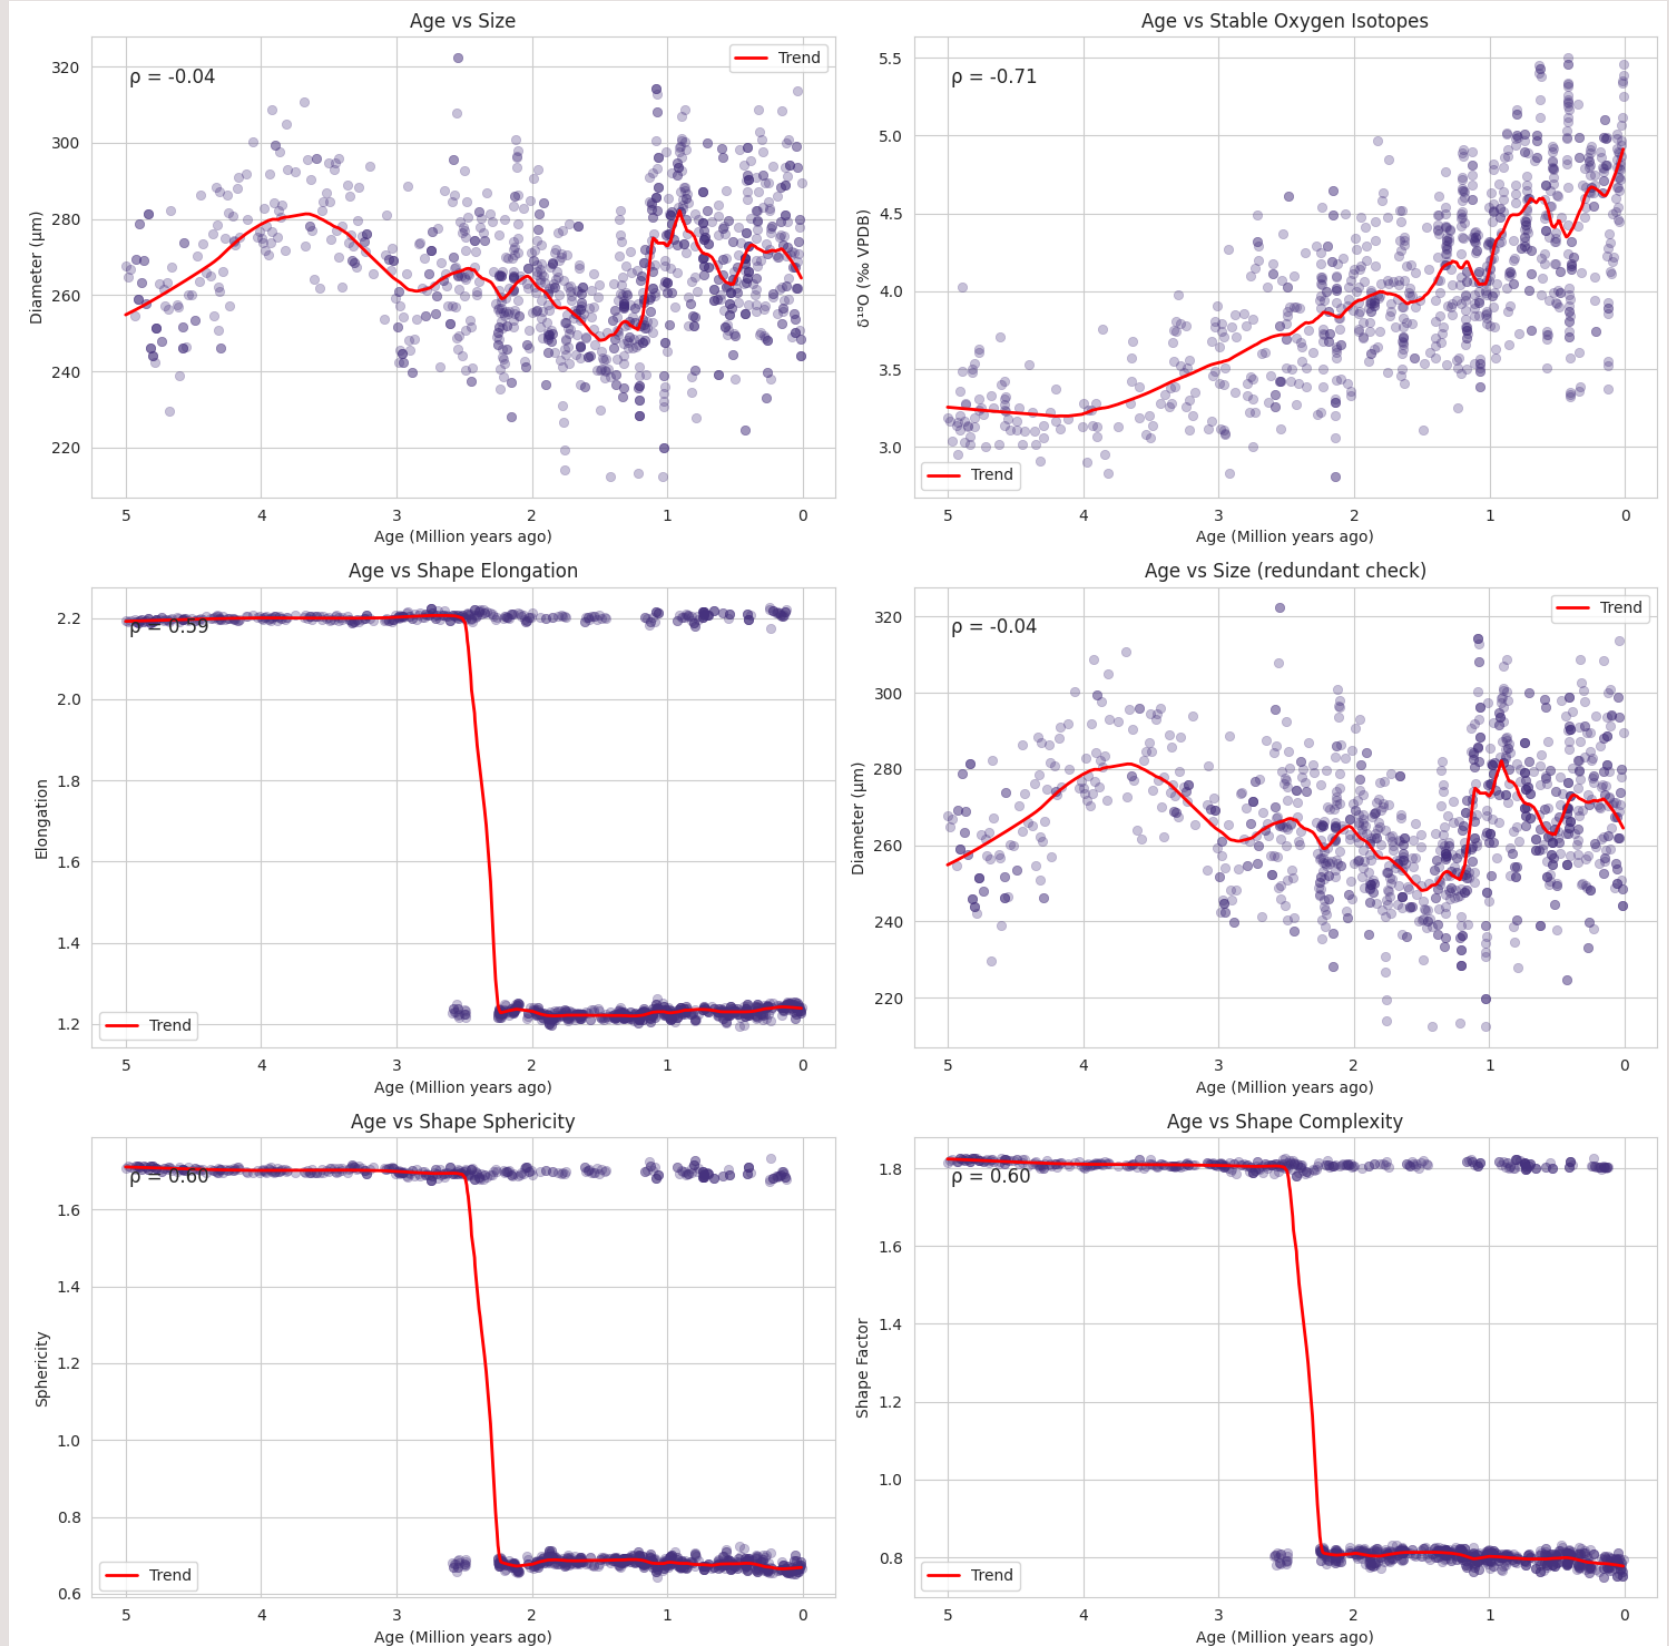 Age vs Size
320
300
280
260
240
220
ρ = -0.04
Trend
Diameter (μm)
5 4 3 2 1 0
Age (Million years ago)
Age vs Stable Oxygen Isotopes
5.5
5.0
4.5
4.0
3.5
3.0
ρ = -0.71
Trend
δ¹⁸O (‰ VPDB)
5 4 3 2 1 0
Age (Million years ago)
Age vs Shape Elongation
2.2
2.0
1.8
1.6
1.4
1.2
ρ = 0.59
Trend
Elongation
5 4 3 2 1 0
Age (Million years ago)
Age vs Size (redundant check)
320
300
280
260
240
220
ρ = -0.04
Trend
Diameter (μm)
5 4 3 2 1 0
Age (Million years ago)
Age vs Shape Sphericity
1.6
1.4
1.2
1.0
0.8
0.6
ρ = 0.60
Trend
Sphericity
5 4 3 2 1 0
Age (Million years ago)
Age vs Shape Complexity
1.8
1.6
1.4
1.2
1.0
0.8
ρ = 0.60
Trend
Shape Factor
5 4 3 2 1 0
Age (Million years ago)